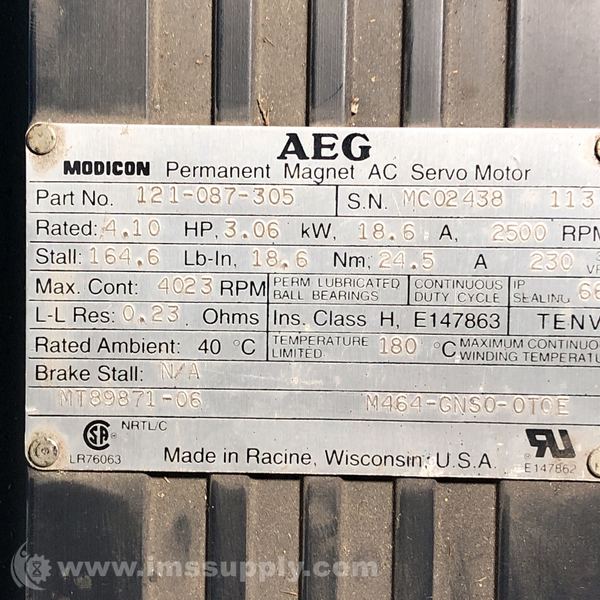 AEG
MODICON Permanent Magnet AC Servo Motor
Part No. 121-087-305 S.N. MC02438 113
Rated: 4.10 HP, 3.06 kW, 18.6 A, 2500 RPM
Stall: 164.6 Lb-In, 18.6 Nm, 24.5 A 230
Max. Cont: 4023 RPM PERM LUBRICATED BALL BEARINGS CONTINUOUS DUTY CYCLE IP SEALING 66
L-L Res: 0.23 Ohms Ins. Class H, E147863 TENV
Rated Ambient: 40 °C TEMPERATURE LIMITED 180 °C MAXIMUM CONTINUO WINDING TEMPERATU
Brake Stall: N/A
MT89871-06 M464-GNS0-0T0E
SA NRTL/C
LR76063 Made in Racine, Wisconsin, U.S.A. RU E147862
www.imssupply.com/